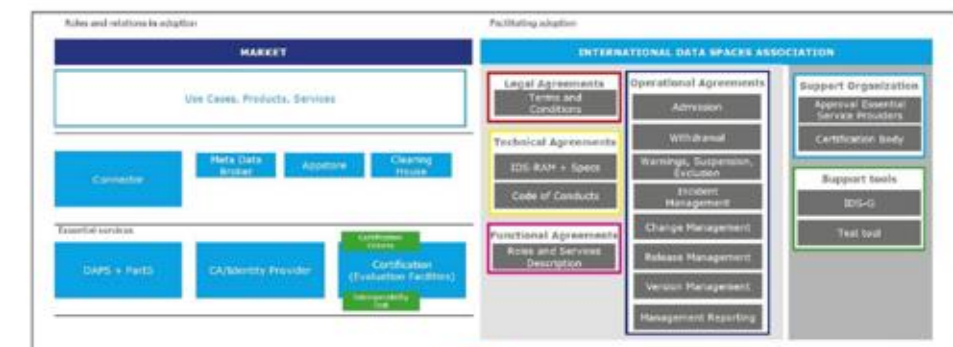 Roles and relations in adoption
Facilitating adoption
MARKET
INTERNATIONAL DATA SPACES ASSOCIATION
Use Cases, Products, Services
Connector
Meta Data
Broker
Appstore
Clearing
House
Essential services
DAPS + ParIS
CA/Identity Provider
Certification
Criteria
Certification
(Evaluation Facilities)
Interoperability
Test
Legal Agreements
Terms and
Conditions
Technical Agreements
IDS-RAM + Specs
Code of Conducts
Functional Agreements
Roles and Services
Description
Operational Agreements
Admission
Withdrawal
Warnings, Suspension,
Exclusion
Incident
Management
Change Management
Release Management
Version Management
Management Reporting
Support Organization
Approval Essential
Service Providers
Certification Body
Support tools
IDS-G
Test tool